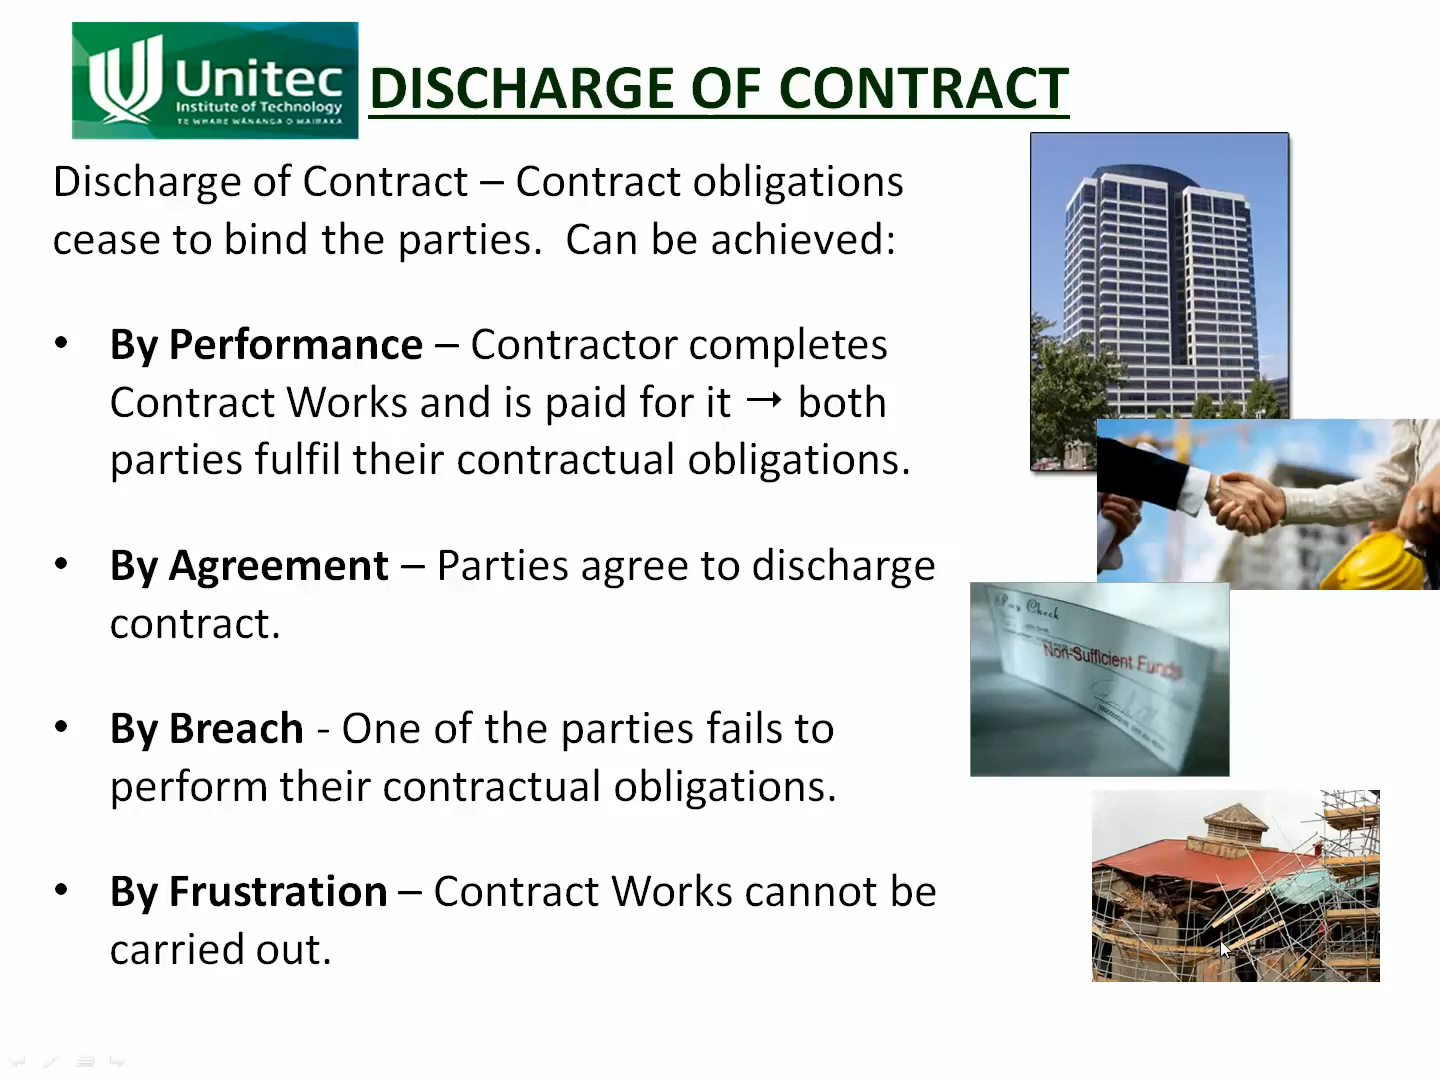 Unitec
Institute of Technology
TE WHARE WĀNANGA O WAIRAKA
DISCHARGE OF CONTRACT
Discharge of Contract – Contract obligations
cease to bind the parties.  Can be achieved:
• By Performance – Contractor completes
Contract Works and is paid for it → both
parties fulfil their contractual obligations.
• By Agreement – Parties agree to discharge
contract.
• By Breach - One of the parties fails to
perform their contractual obligations.
• By Frustration – Contract Works cannot be
carried out.
Pay Check
Non-Sufficient Funds